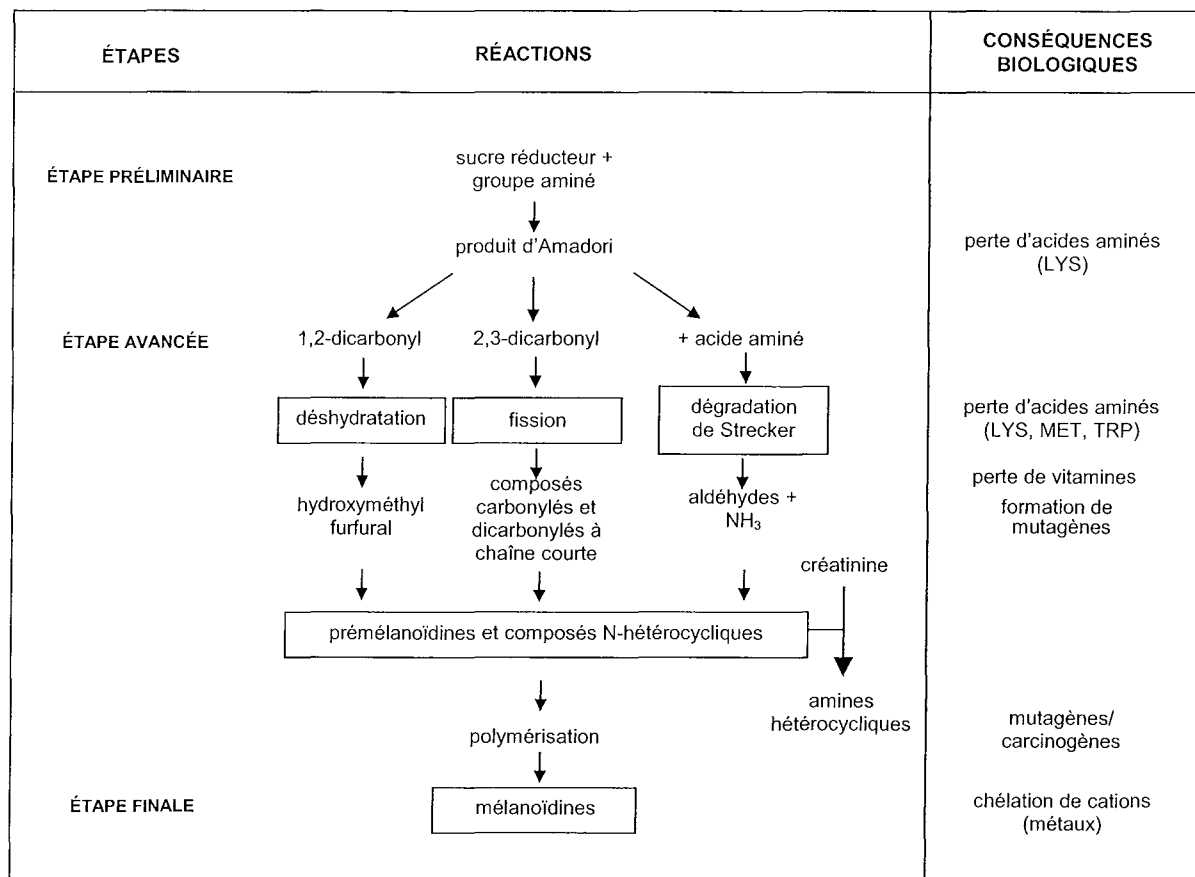 ÉTAPES
RÉACTIONS
CONSÉQUENCES
BIOLOGIQUES
ÉTAPE PRÉLIMINAIRE
sucre réducteur +
groupe aminé
produit d'Amadori
perte d'acides aminés
(LYS)
ÉTAPE AVANCÉE
1,2-dicarbonyl
2,3-dicarbonyl
+ acide aminé
déshydratation
fission
dégradation
de Strecker
perte d'acides aminés
(LYS, MET, TRP)
hydroxyméthyl
furfural
composés
carbonylés et
dicarbonylés à
chaîne courte
aldéhydes +
NH₃
perte de vitamines
formation de
mutagènes
créatinine
prémélanoïdines et composés N-hétérocycliques
amines
hétérocycliques
mutagènes/
carcinogènes
polymérisation
ÉTAPE FINALE
mélanoïdines
chélation de cations
(métaux)